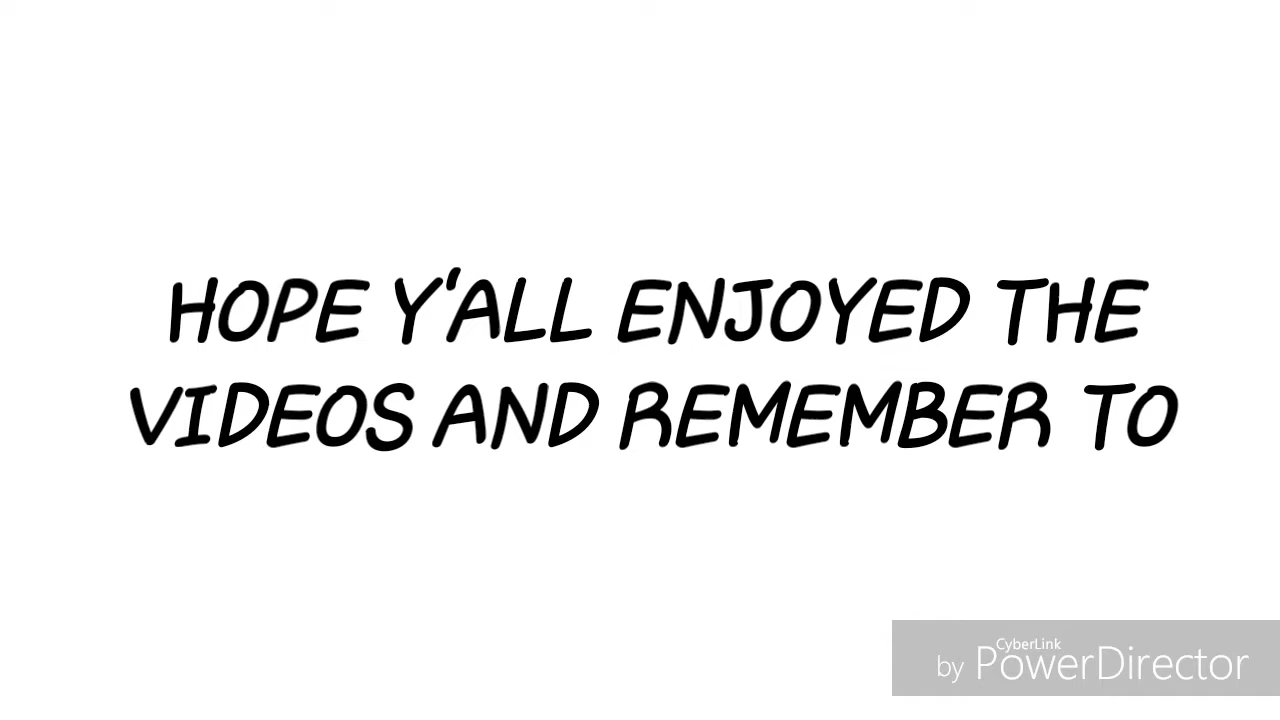 HOPE Y'ALL ENJOYED THE
VIDEOS AND REMEMBER TO
CyberLink
by PowerDirector